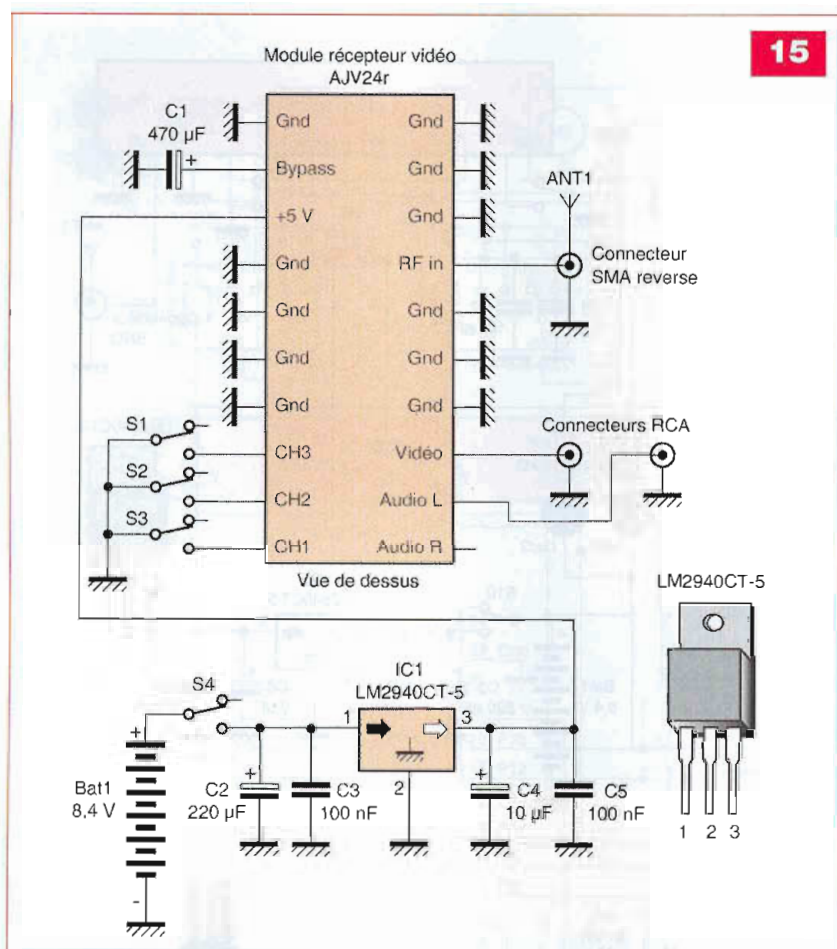 15
Module récepteur vidéo
AJV24r
C1
470 µF
+
Gnd
Gnd
Bypass
Gnd
+5 V
Gnd
ANT1
Gnd
RF in
Connecteur
SMA reverse
Gnd
Gnd
Gnd
Gnd
Gnd
Gnd
S1
CH3
Vidéo
Connecteurs RCA
S2
CH2
Audio L
S3
CH1
Audio R
Vue de dessus
LM2940CT-5
IC1
LM2940CT-5
S4
1
3
+
Bat1
8,4 V
-
+
C2
220 µF
C3
100 nF
2
+
C4
10 µF
C5
100 nF
1 2 3